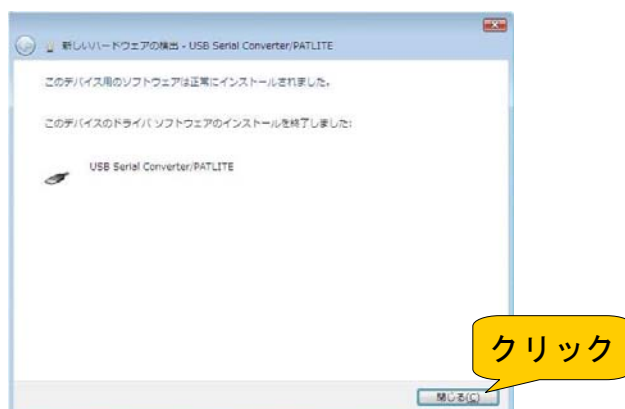 新しいハードウェアの検出 - USB Serial Converter/PATLITE
このデバイス用のソフトウェアは正常にインストールされました。
このデバイスのドライバ ソフトウェアのインストールを終了しました:
USB Serial Converter/PATLITE
クリック
閉じる(C)